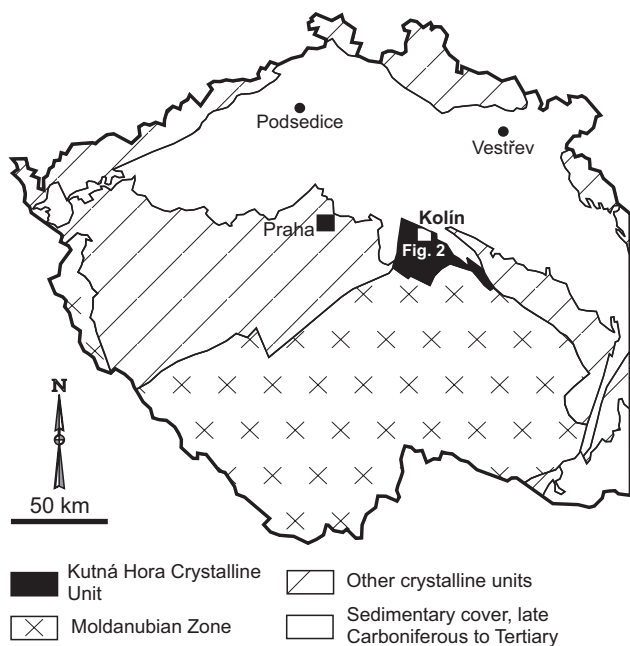 Podsedice
Vestřev
Kolín
Praha
Fig. 2
N
50 km
Kutná Hora Crystalline
Unit
Other crystalline units
Moldanubian Zone
Sedimentary cover, late
Carboniferous to Tertiary